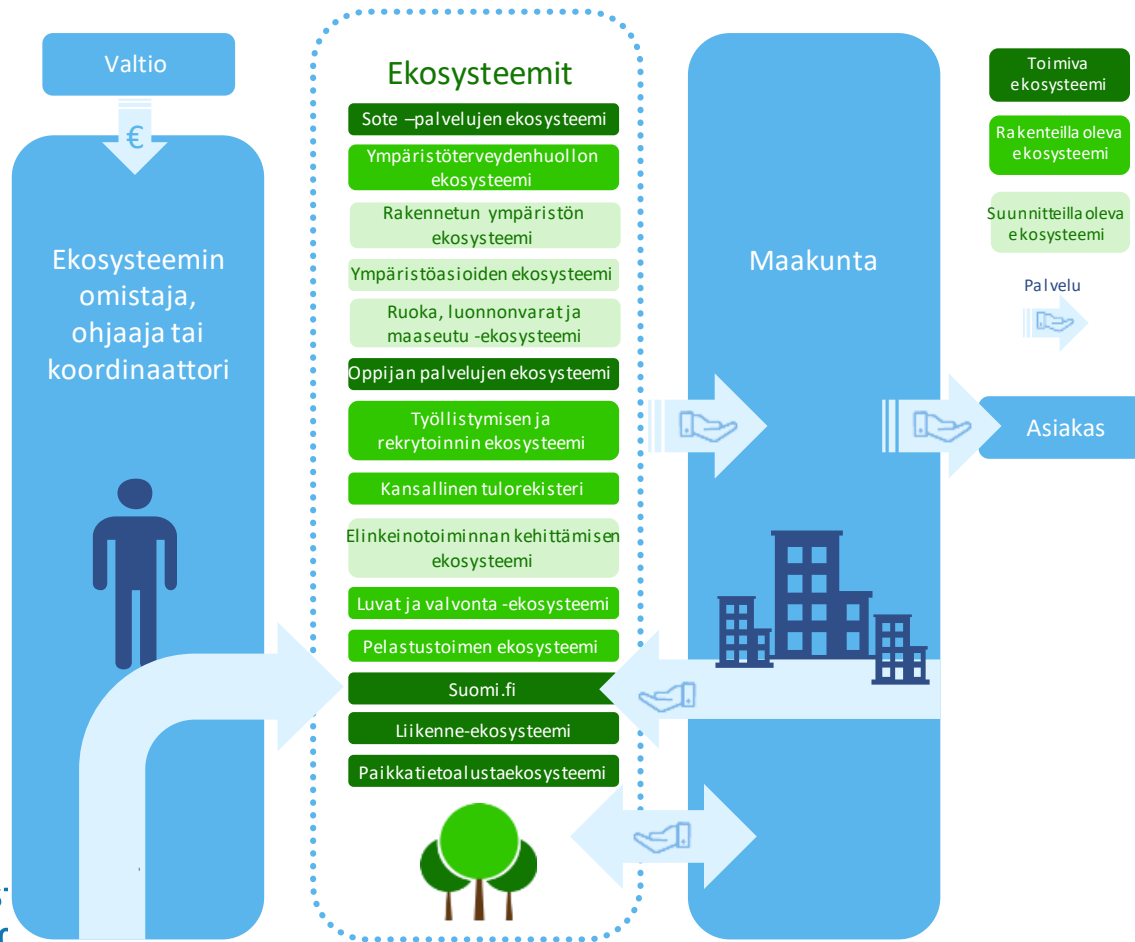 Valtio
€
Ekosysteemin
omistaja,
ohjaaja tai
koordinaattori
Ekosysteemit
Sote –palvelujen ekosysteemi
Ympäristöterveydenhuollon
ekosysteemi
Rakennetun ympäristön
ekosysteemi
Ympäristöasioiden ekosysteemi
Ruoka, luonnonvarat ja
maaseutu -ekosysteemi
Oppijan palvelujen ekosysteemi
Työllistymisen ja
rekrytoinnin ekosysteemi
Kansallinen tulorekisteri
Elinkeinotoiminnan kehittämisen
ekosysteemi
Luvat ja valvonta -ekosysteemi
Pelastustoimen ekosysteemi
Suomi.fi
Liikenne-ekosysteemi
Paikkatietoalustaekosysteemi
Maakunta
Toimiva
ekosysteemi
Rakenteilla oleva
ekosysteemi
Suunnitteilla oleva
ekosysteemi
Palvelu
Asiakas